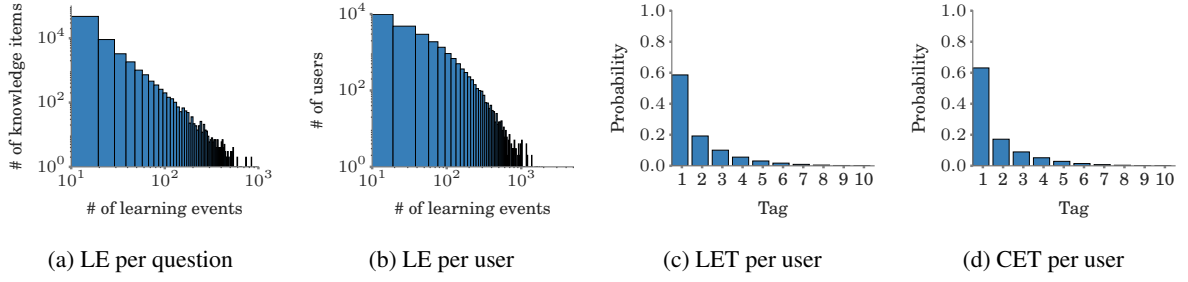 # of knowledge items
10^4
10^2
10^0
10^1
10^2
10^3
# of learning events
(a) LE per question
# of users
10^4
10^2
10^0
10^1
10^2
10^3
# of learning events
(b) LE per user
Probability
1.0
0.8
0.6
0.4
0.2
0.0
1 2 3 4 5 6 7 8 9 10
Tag
(c) LET per user
Probability
1.0
0.8
0.6
0.4
0.2
0.0
1 2 3 4 5 6 7 8 9 10
Tag
(d) CET per user